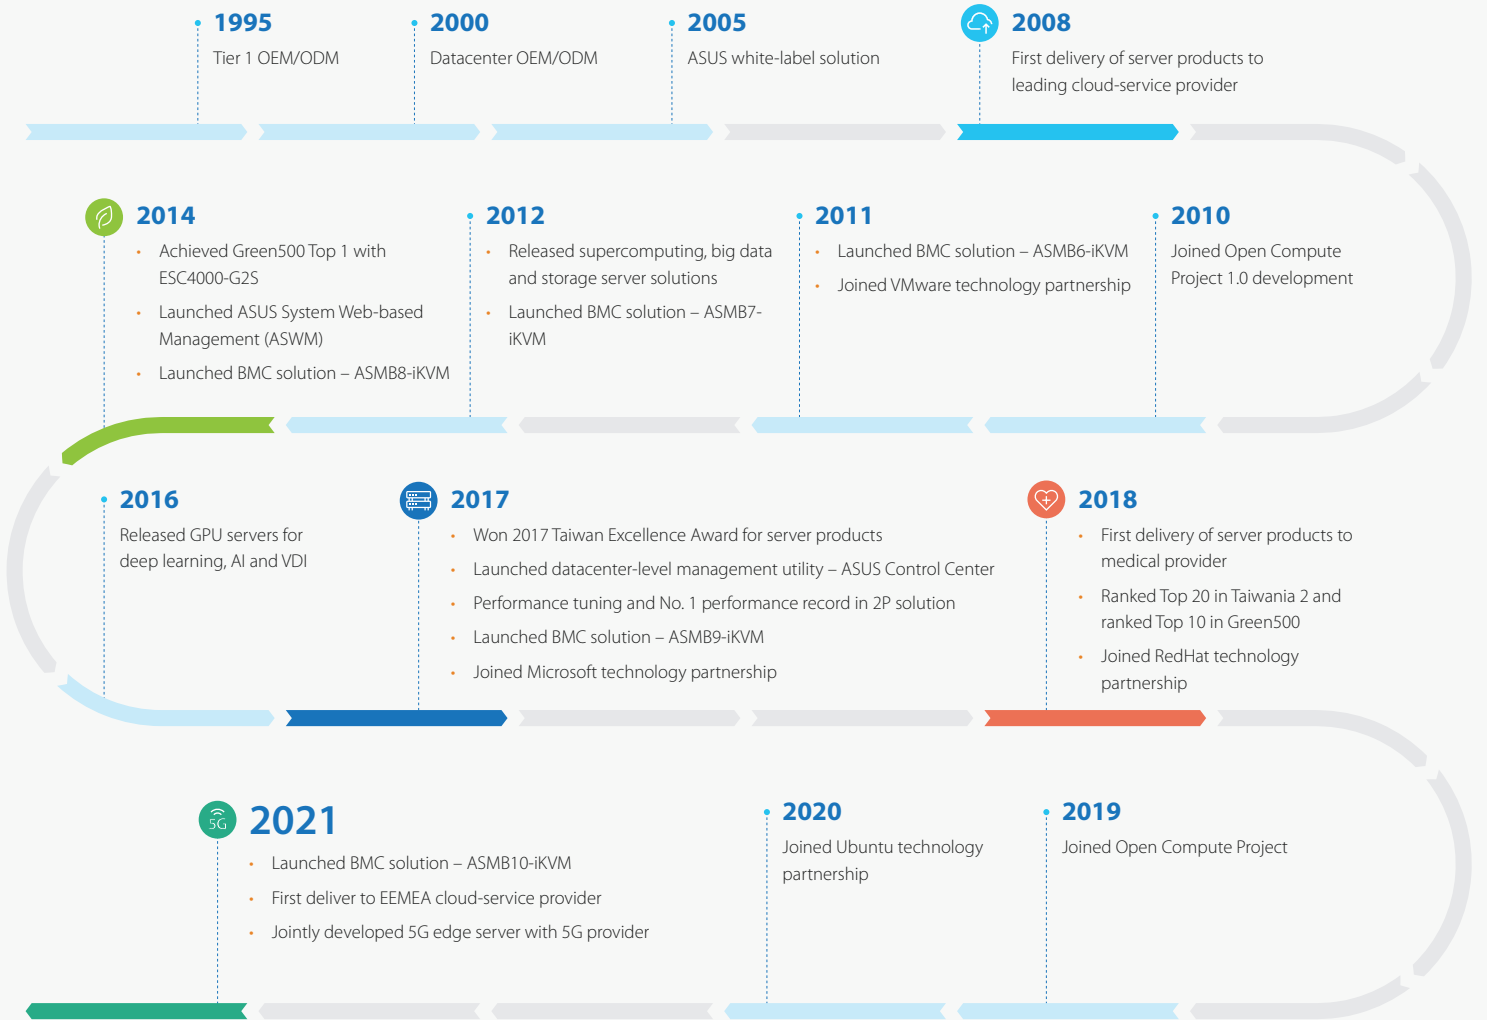 1995
Tier 1 OEM/ODM
2000
Datacenter OEM/ODM
2005
ASUS white-label solution
2008
First delivery of server products to
leading cloud-service provider
2014
• Achieved Green500 Top 1 with
ESC4000-G2S
• Launched ASUS System Web-based
Management (ASWM)
• Launched BMC solution – ASMB8-iKVM
2012
• Released supercomputing, big data
and storage server solutions
• Launched BMC solution – ASMB7-
iKVM
2011
• Launched BMC solution – ASMB6-iKVM
• Joined VMware technology partnership
2010
Joined Open Compute
Project 1.0 development
2016
Released GPU servers for
deep learning, AI and VDI
2017
• Won 2017 Taiwan Excellence Award for server products
• Launched datacenter-level management utility – ASUS Control Center
• Performance tuning and No. 1 performance record in 2P solution
• Launched BMC solution – ASMB9-iKVM
• Joined Microsoft technology partnership
2018
• First delivery of server products to
medical provider
• Ranked Top 20 in Taiwania 2 and
ranked Top 10 in Green500
• Joined RedHat technology
partnership
5G
2021
• Launched BMC solution – ASMB10-iKVM
• First deliver to EEMEA cloud-service provider
• Jointly developed 5G edge server with 5G provider
2020
Joined Ubuntu technology
partnership
2019
Joined Open Compute Project